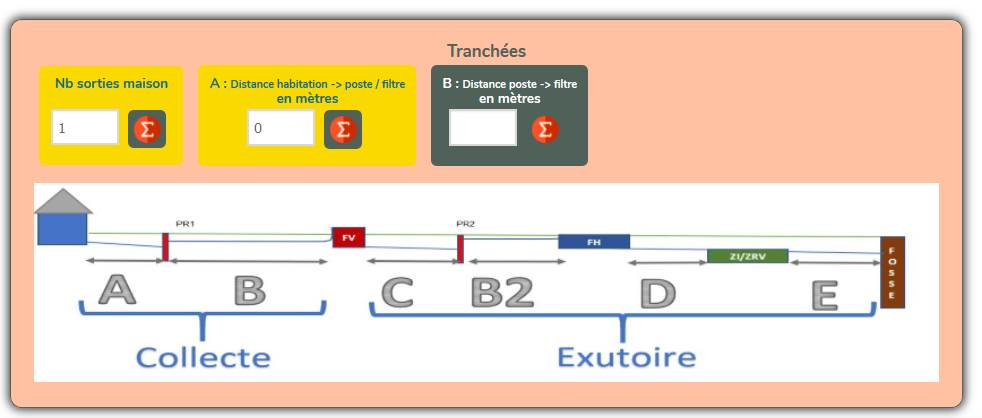 Tranchées
Nb sorties maison
1
Σ
A : Distance habitation -> poste / filtre
en mètres
0
Σ
B : Distance poste -> filtre
en mètres
Σ
PR1
FV
PR2
FH
ZI/ZRV
FOSSE
A
B
C
B2
D
E
Collecte
Exutoire